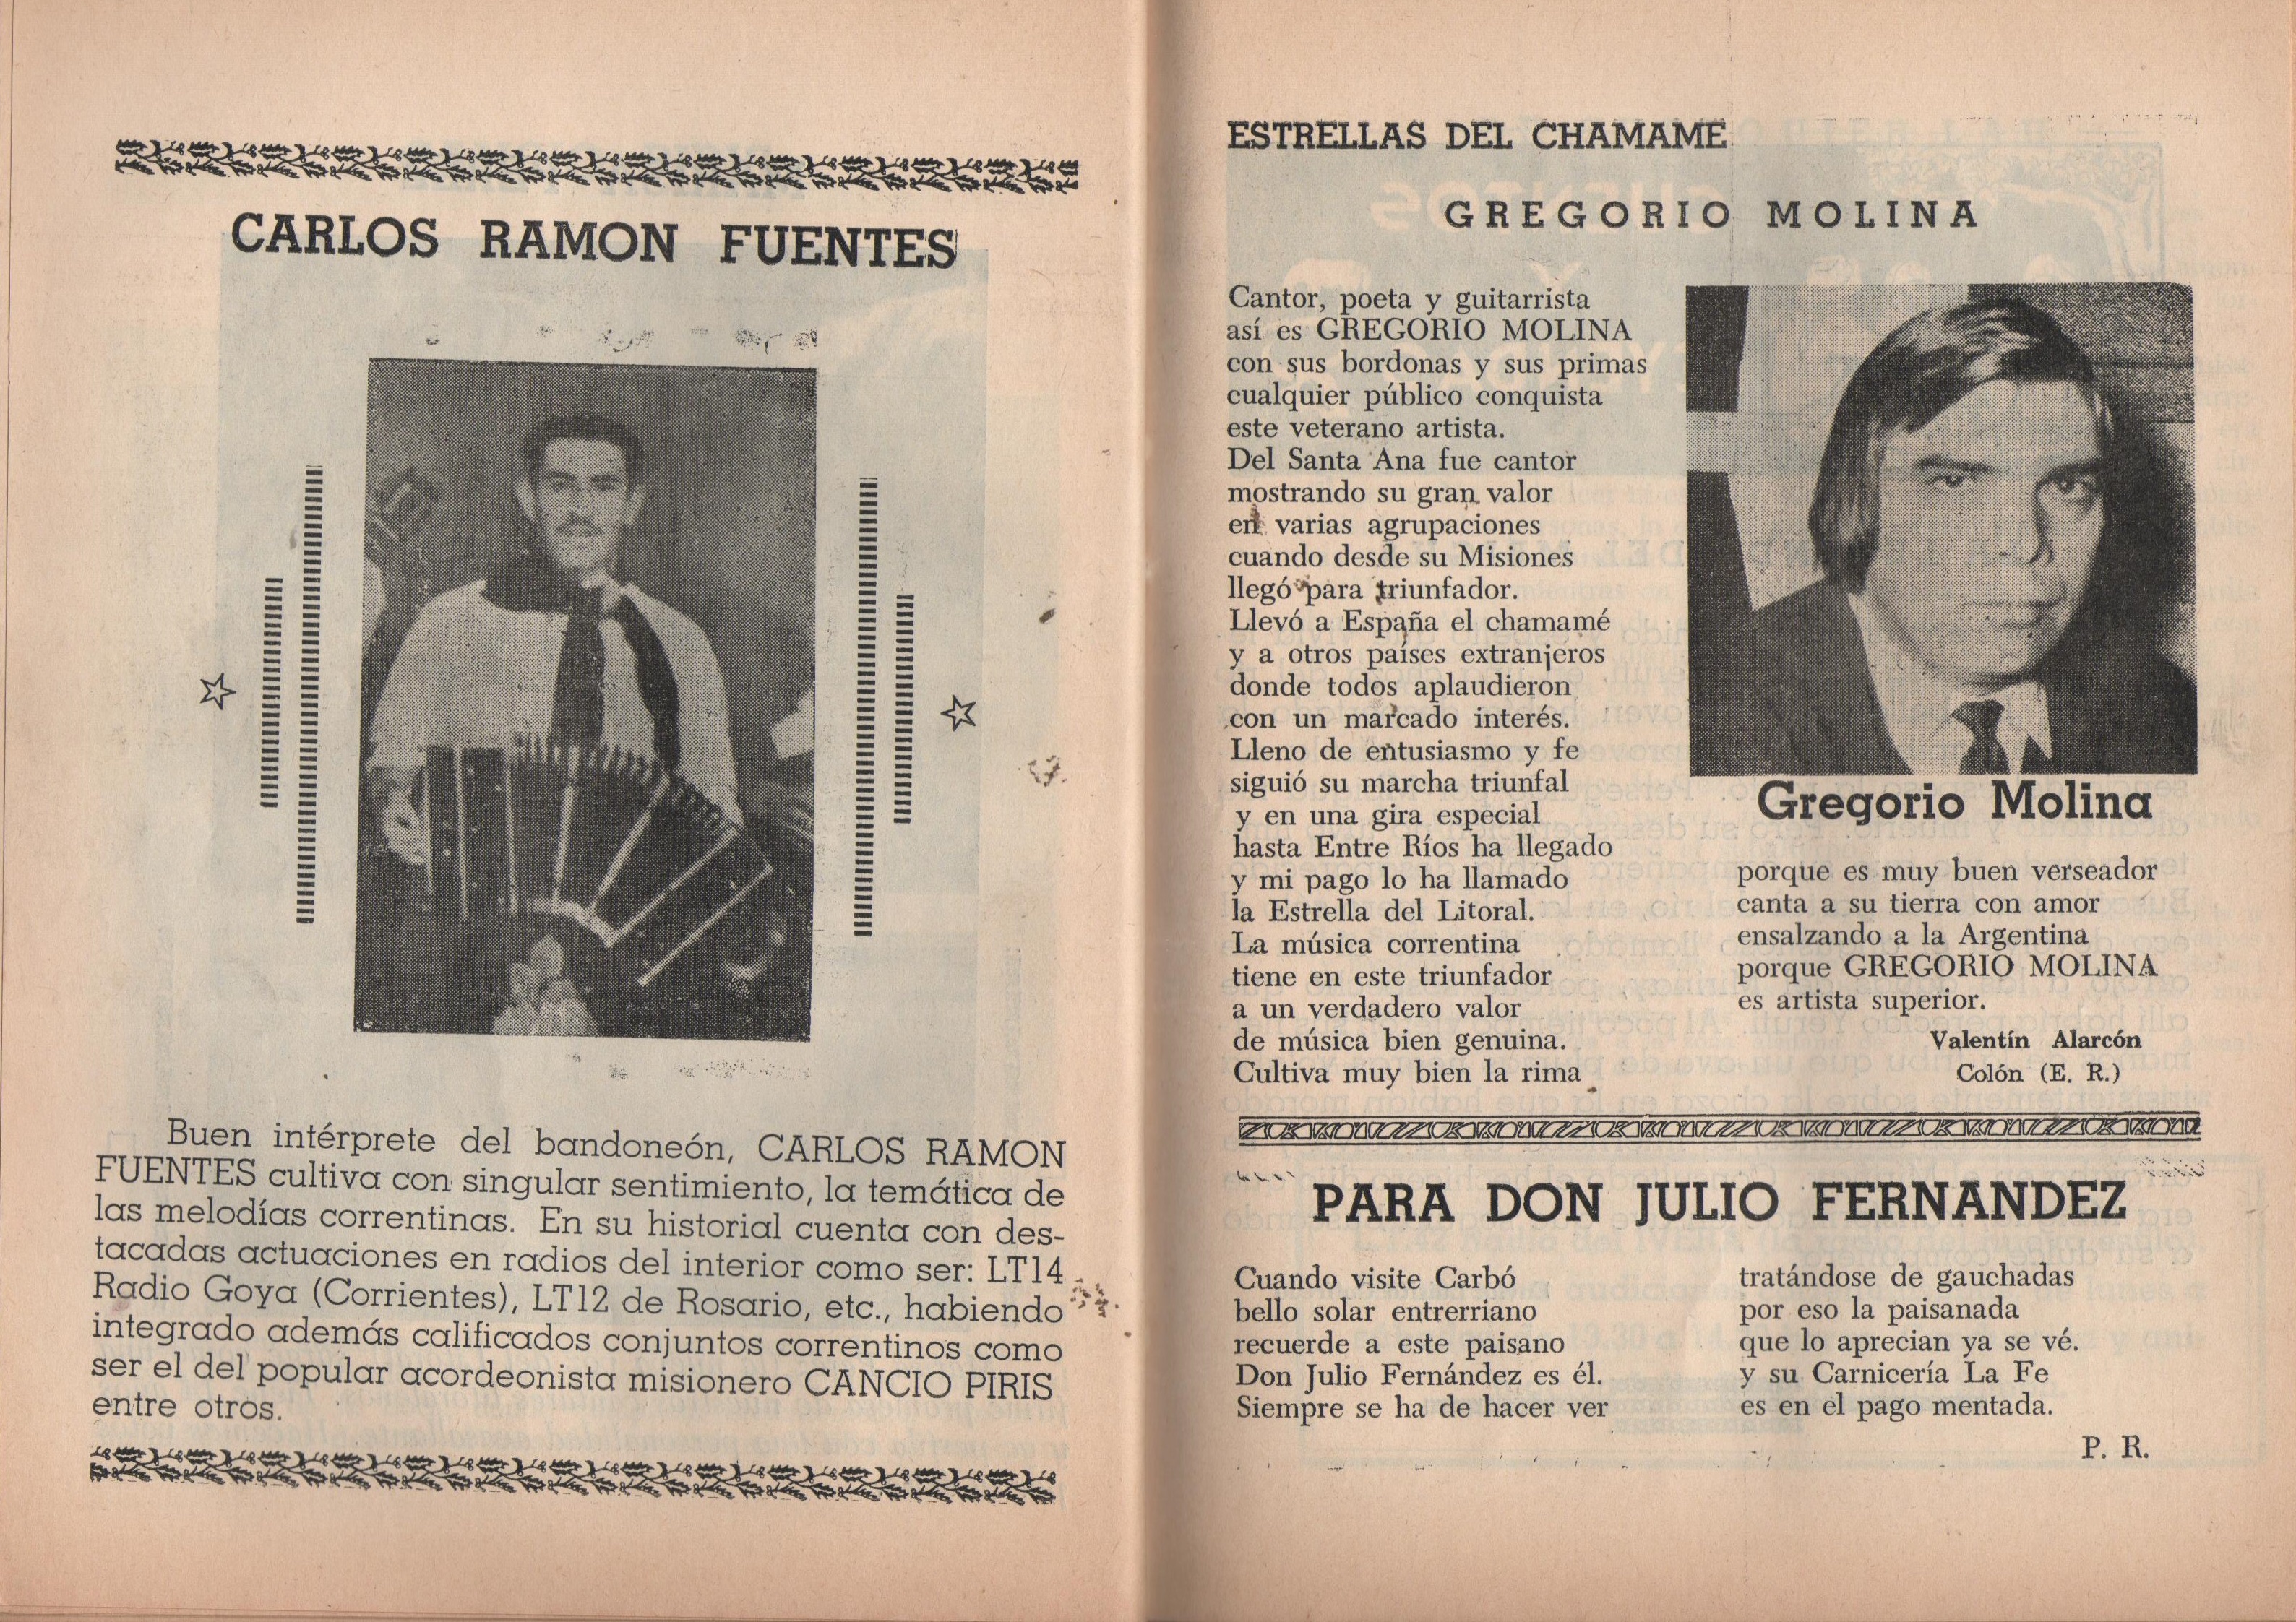 CARLOS RAMON FUENTES
Buen intérprete del bandoneón, CARLOS RAMON
FUENTES cultiva con singular sentimiento, la temática de
las melodías correntinas. En su historial cuenta con des-
tacadas actuaciones en radios del interior como ser: LT14
Radio Goya (Corrientes), LT12 de Rosario, etc., habiendo
integrado además calificados conjuntos correntinos como
ser el del popular acordeonista misionero CANCIO PIRIS
entre otros.
ESTRELLAS DEL CHAMAME
GREGORIO MOLINA
Cantor, poeta y guitarrista
así es GREGORIO MOLINA
con sus bordonas y sus primas
cualquier público conquista
este veterano artista.
Del Santa Ana fue cantor
mostrando su gran valor
en varias agrupaciones
cuando desde su Misiones
llegó para triunfador.
Llevó a España el chamamé
y a otros países extranjeros
donde todos aplaudieron
con un marcado interés.
Lleno de entusiasmo y fe
siguió su marcha triunfal
y en una gira especial
hasta Entre Ríos ha llegado
y mi pago lo ha llamado
la Estrella del Litoral.
La música correntina
tiene en este triunfador
a un verdadero valor
de música bien genuina.
Cultiva muy bien la rima
Gregorio Molina
porque es muy buen verseador
canta a su tierra con amor
ensalzando a la Argentina
porque GREGORIO MOLINA
es artista superior.
Valentín Alarcón
Colón (E. R.)
PARA DON JULIO FERNANDEZ
Cuando visite Carbó
bello solar entrerriano
recuerde a este paisano
Don Julio Fernández es él.
Siempre se ha de hacer ver
tratándose de gauchadas
por eso la paisanada
que lo aprecian ya se vé.
y su Carnicería La Fe
es en el pago mentada.
P. R.